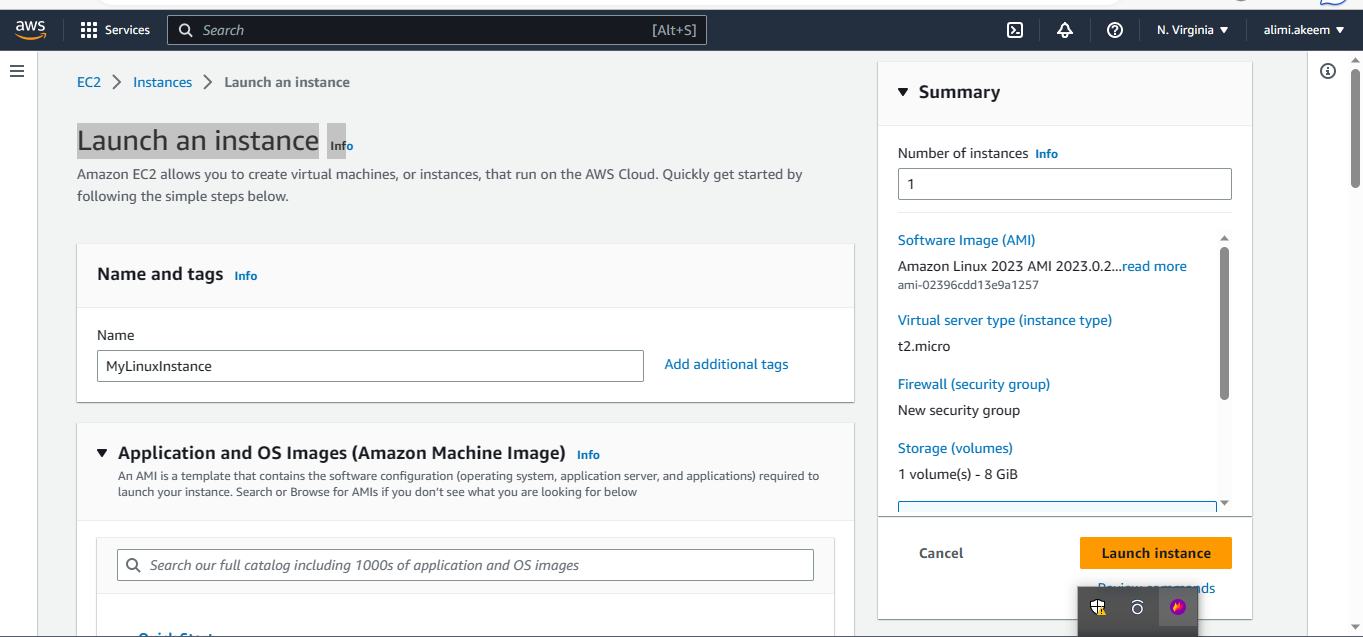 aws
Services
Search [Alt+S]
N. Virginia
alimi.akeem
EC2 > Instances > Launch an instance
Launch an instance Info
Amazon EC2 allows you to create virtual machines, or instances, that run on the AWS Cloud. Quickly get started by
following the simple steps below.
Name and tags Info
Name
MyLinuxInstance
Add additional tags
Application and OS Images (Amazon Machine Image) Info
An AMI is a template that contains the software configuration (operating system, application server, and applications) required to
launch your instance. Search or Browse for AMIs if you don't see what you are looking for below
Search our full catalog including 1000s of application and OS images
Quick Start
Summary
Number of instances Info
1
Software Image (AMI)
Amazon Linux 2023 AMI 2023.0.2...read more
ami-02396cdd13e9a1257
Virtual server type (instance type)
t2.micro
Firewall (security group)
New security group
Storage (volumes)
1 volume(s) - 8 GiB
Cancel
Launch instance
Review commands